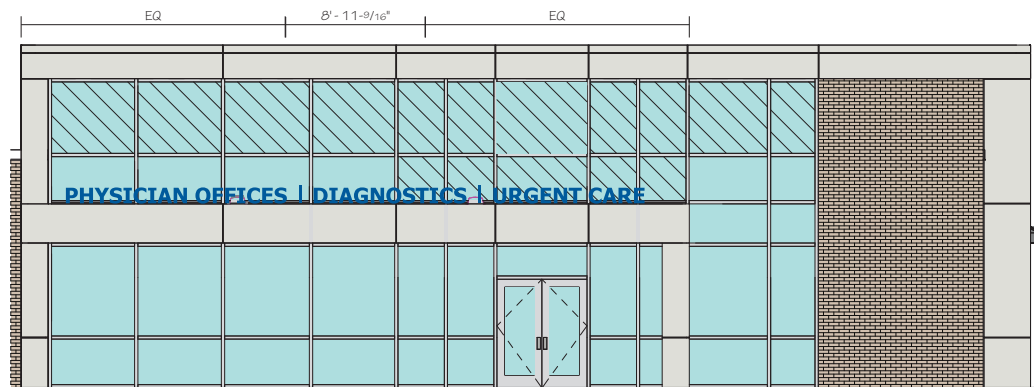 EQ 8'-11-9/16" EQ
PHYSICIAN OFFICES | DIAGNOSTICS | URGENT CARE